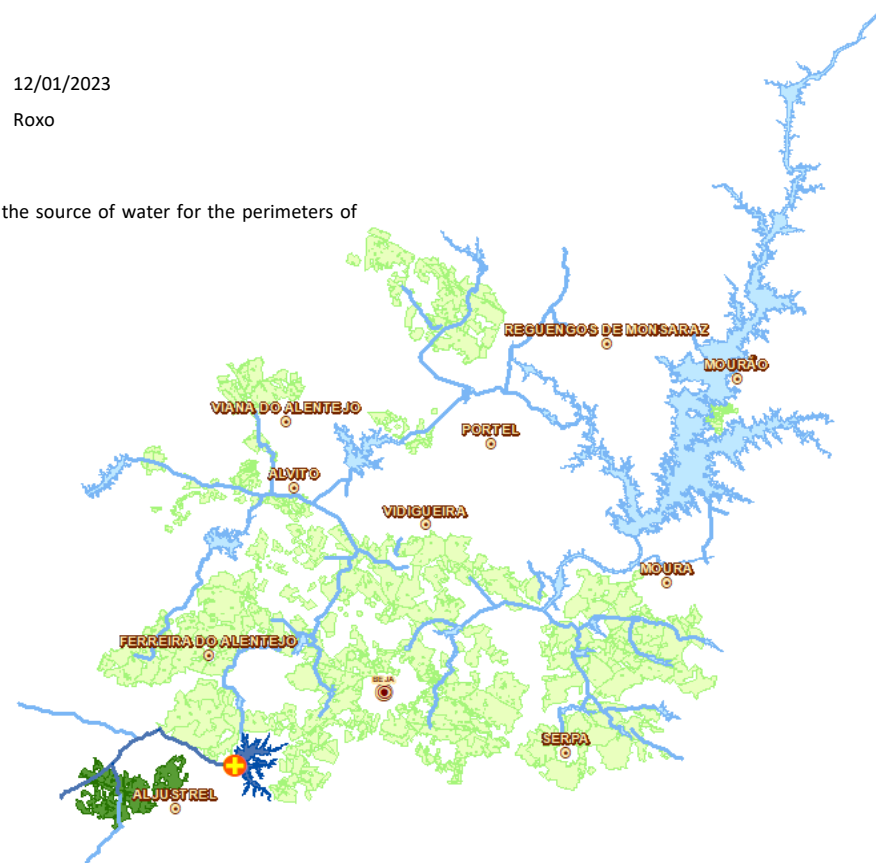 12/01/2023
Roxo
the source of water for the perimeters of
REGUENGOS DE MONSARAZ
MOURÃO
VIANA DO ALENTEJO
PORTEL
ALVITO
VIDIGUEIRA
MOURA
FERREIRA DO ALENTEJO
BEJA
SERPA
ALJUSTREL